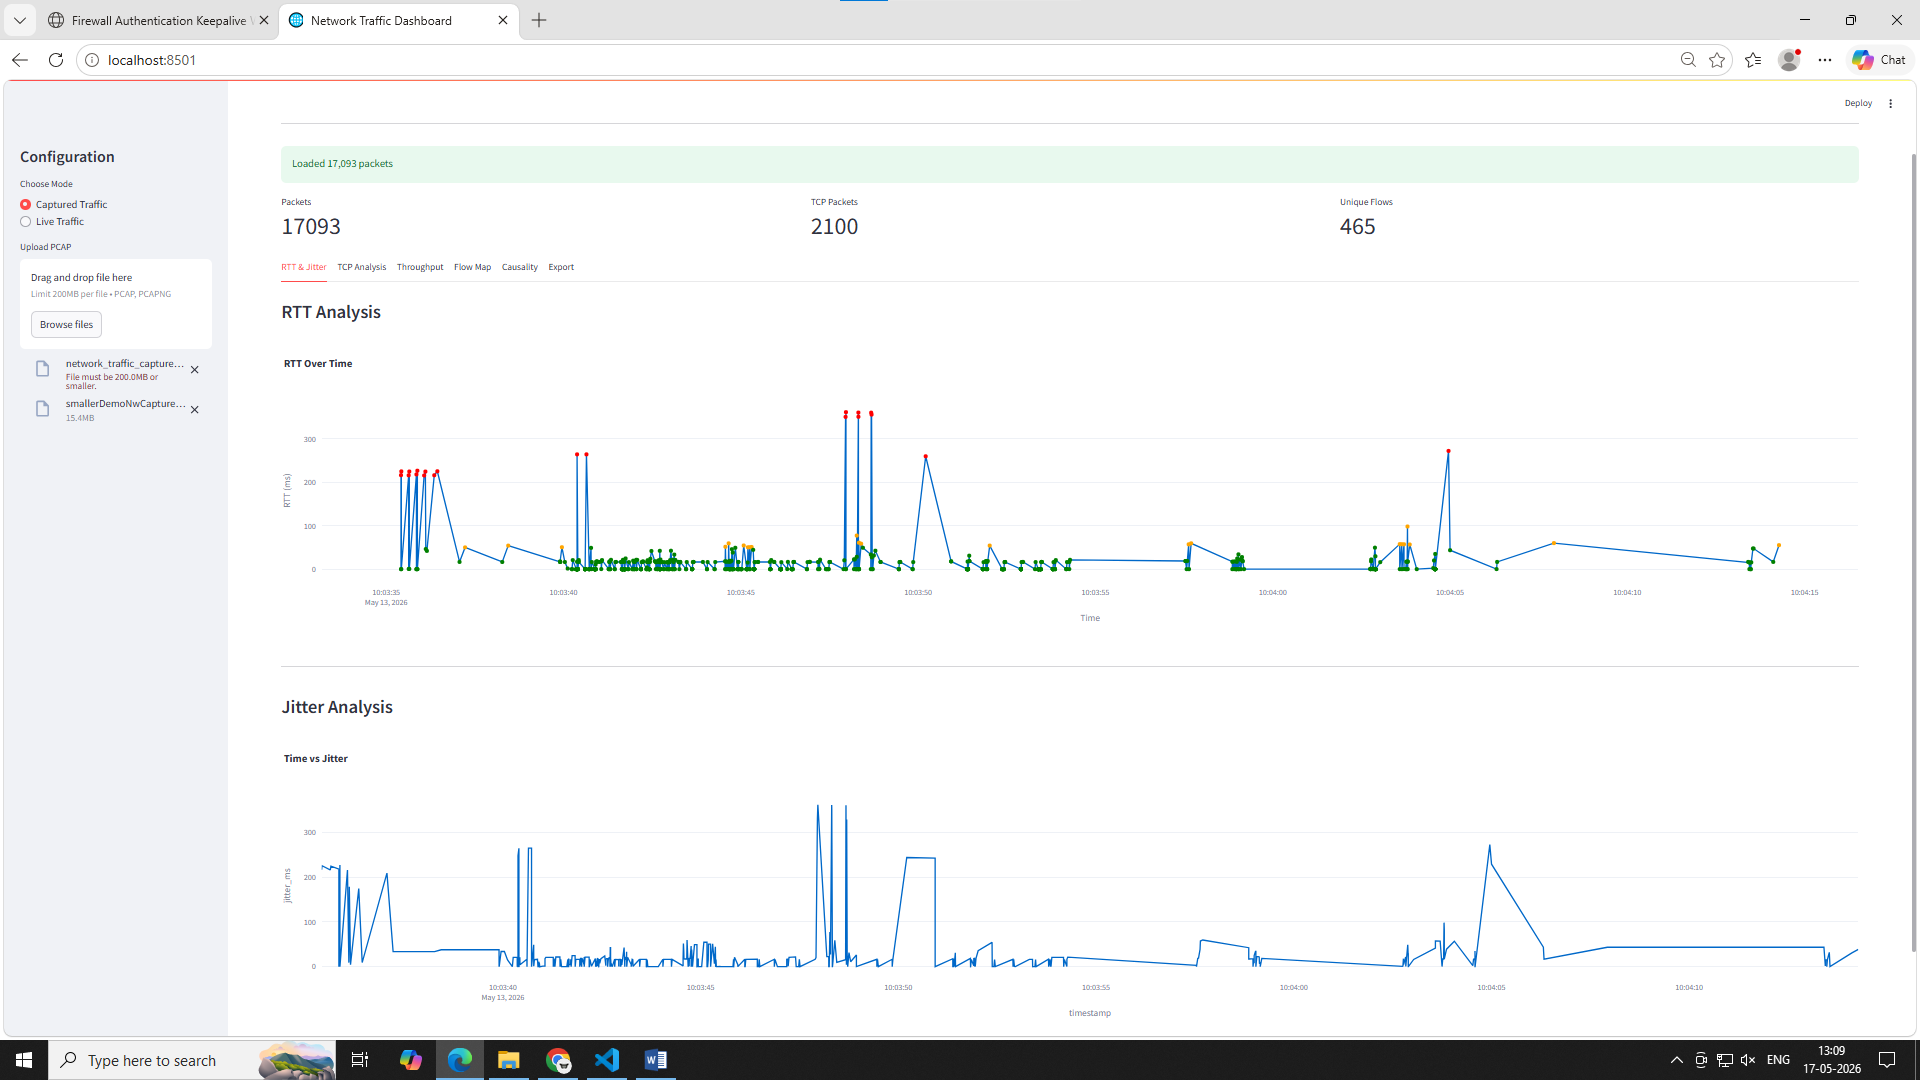 Firewall Authentication Keepalive
Network Traffic Dashboard
localhost:8501
Chat
Deploy
Configuration
Choose Mode
Captured Traffic
Live Traffic
Upload PCAP
Drag and drop file here
Limit 200MB per file • PCAP, PCAPNG
Browse files
network_traffic_capture...
File must be 200.0MB or
smaller.
smallerDemoNwCapture...
15.4MB
Loaded 17,093 packets
Packets
17093
TCP Packets
2100
Unique Flows
465
RTT & Jitter TCP Analysis Throughput Flow Map Causality Export
RTT Analysis
RTT Over Time
RTT (ms)
300
200
100
0
10:03:35 10:03:40 10:03:45 10:03:50 10:03:55 10:04:00 10:04:05 10:04:10 10:04:15
May 13, 2026
Time
Jitter Analysis
Time vs Jitter
jitter_ms
300
200
100
0
10:03:40 10:03:45 10:03:50 10:03:55 10:04:00 10:04:05 10:04:10
May 13, 2026
timestamp
Type here to search
ENG
13:09
17-05-2026